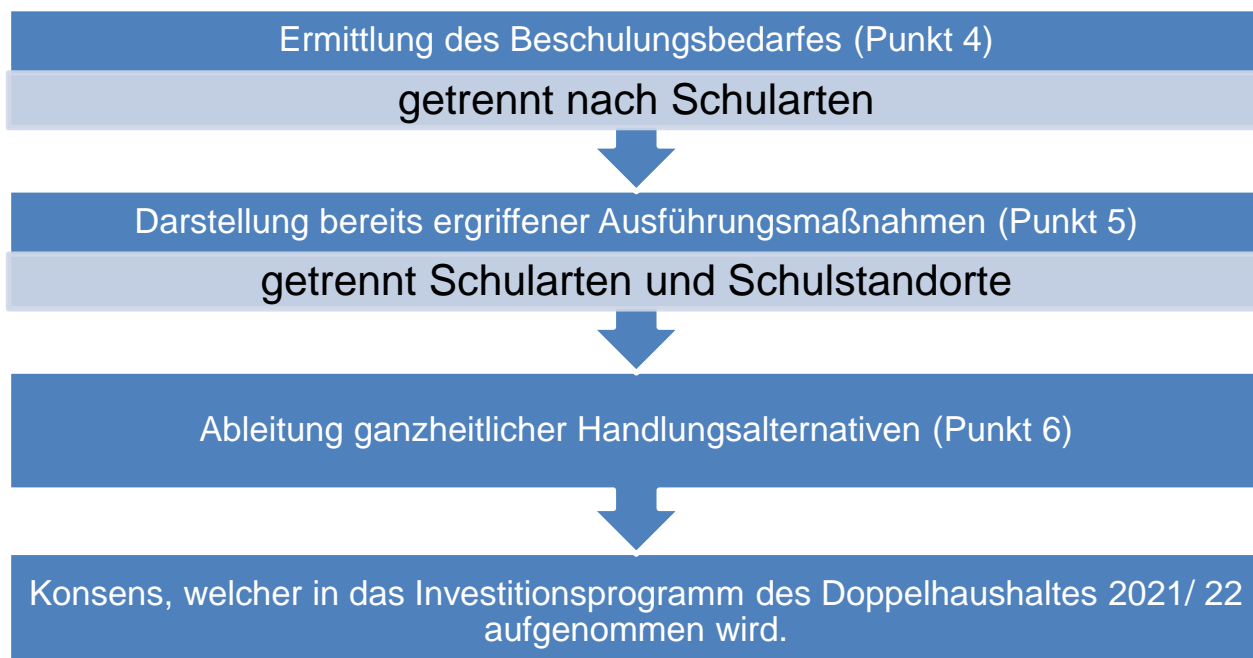 Ermittlung des Beschulungsbedarfes (Punkt 4)
getrennt nach Schularten
Darstellung bereits ergriffener Ausführungsmaßnahmen (Punkt 5)
getrennt Schularten und Schulstandorte
Ableitung ganzheitlicher Handlungsalternativen (Punkt 6)
Konsens, welcher in das Investitionsprogramm des Doppelhaushaltes 2021/ 22
aufgenommen wird.